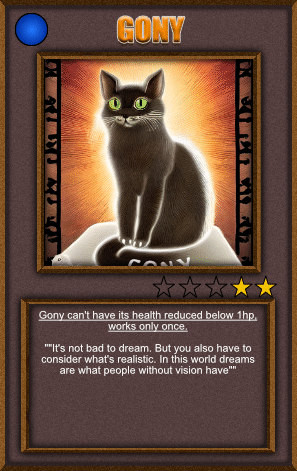 GONY
GONY
Gony can't have its health reduced below 1hp,
works only once.
""It's not bad to dream. But you also have to
consider what's realistic. In this world dreams
are what people without vision have""